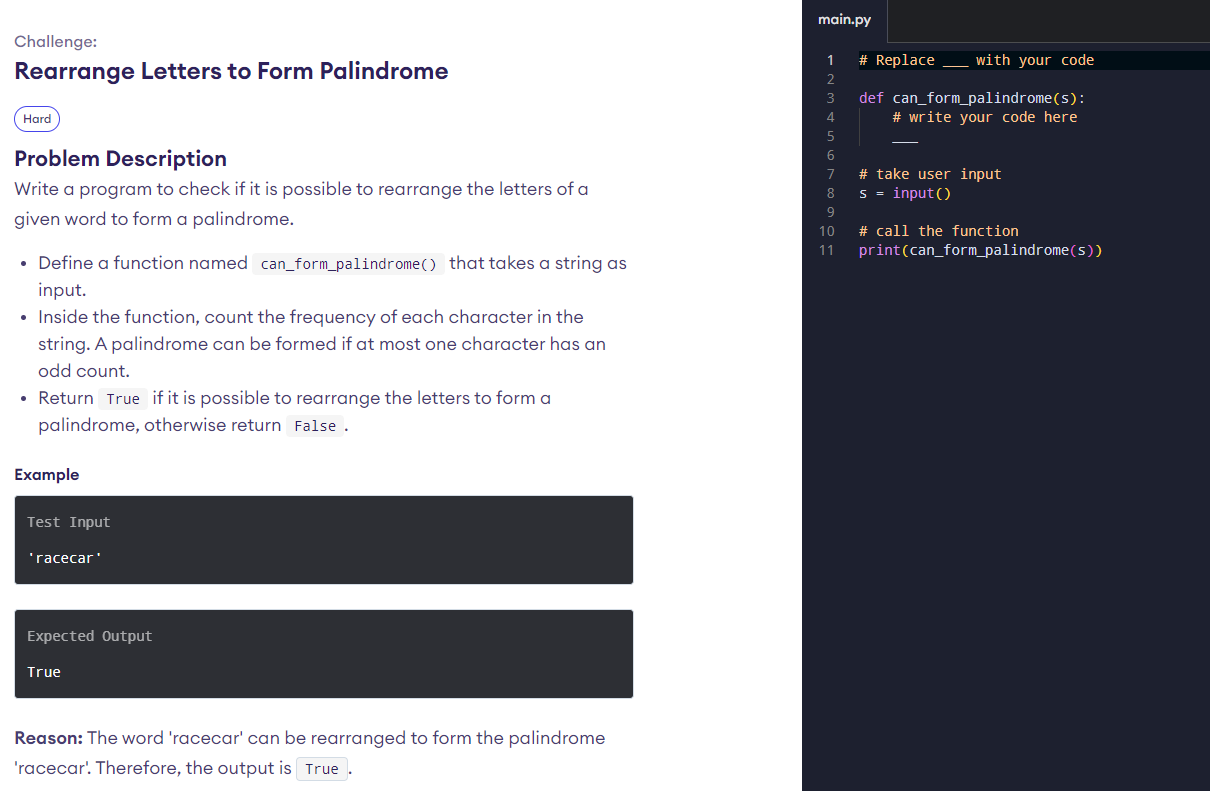 Challenge:
Rearrange Letters to Form Palindrome
Hard
Problem Description
Write a program to check if it is possible to rearrange the letters of a
given word to form a palindrome.
• Define a function named can_form_palindrome() that takes a string as
input.
• Inside the function, count the frequency of each character in the
string. A palindrome can be formed if at most one character has an
odd count.
• Return True if it is possible to rearrange the letters to form a
palindrome, otherwise return False .
Example
Test Input
'racecar'
Expected Output
True
Reason: The word 'racecar' can be rearranged to form the palindrome
'racecar'. Therefore, the output is True .
main.py
1 # Replace ___ with your code
2
3 def can_form_palindrome(s):
4     # write your code here
5     ___
6
7 # take user input
8 s = input()
9
10 # call the function
11 print(can_form_palindrome(s))